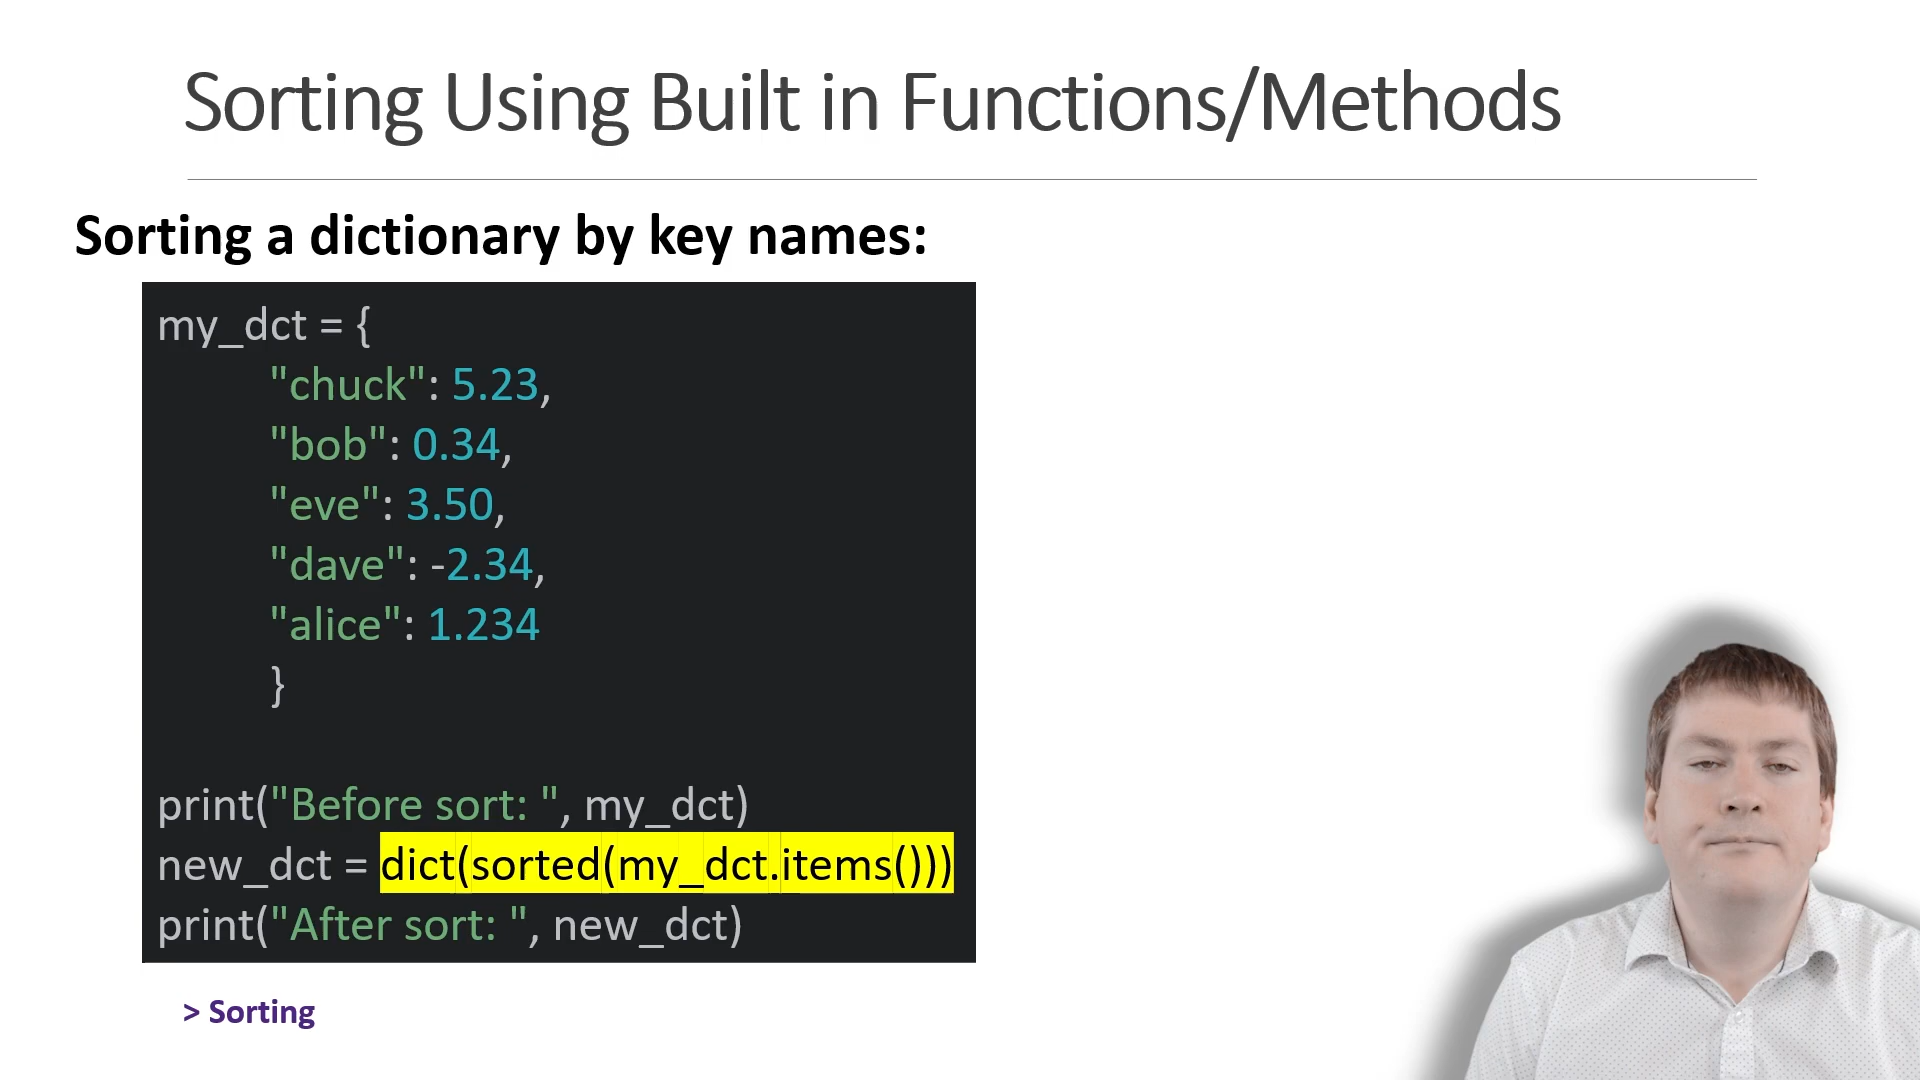 Sorting Using Built in Functions/Methods
Sorting a dictionary by key names:
my_dct = {
"chuck": 5.23,
"bob": 0.34,
"eve": 3.50,
"dave": -2.34,
"alice": 1.234
}
print("Before sort: ", my_dct)
new_dct = dict(sorted(my_dct.items()))
print("After sort: ", new_dct)
> Sorting